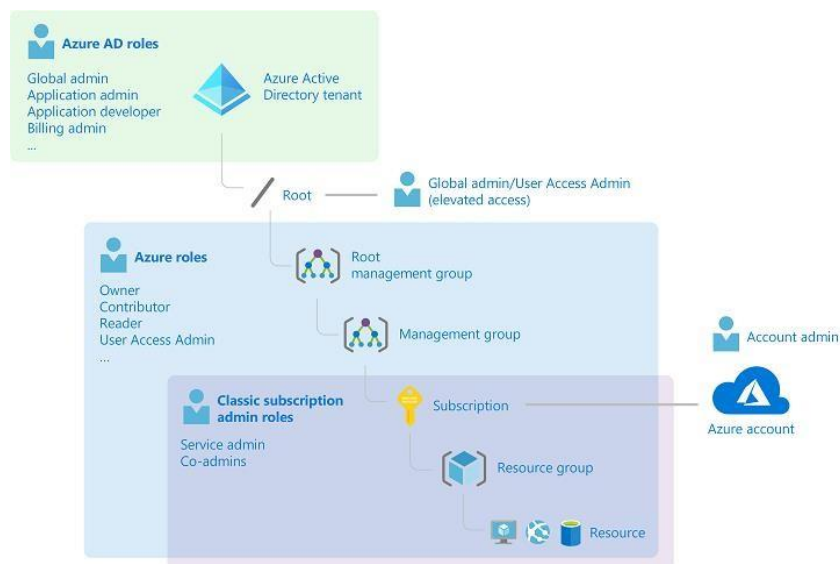 Azure AD roles
Global admin
Application admin
Application developer
Billing admin
...
Azure Active
Directory tenant
Root
Global admin/User Access Admin
(elevated access)
Azure roles
Owner
Contributor
Reader
User Access Admin
...
Root
management group
Management group
Account admin
Classic subscription
admin roles
Service admin
Co-admins
Subscription
Azure account
Resource group
Resource